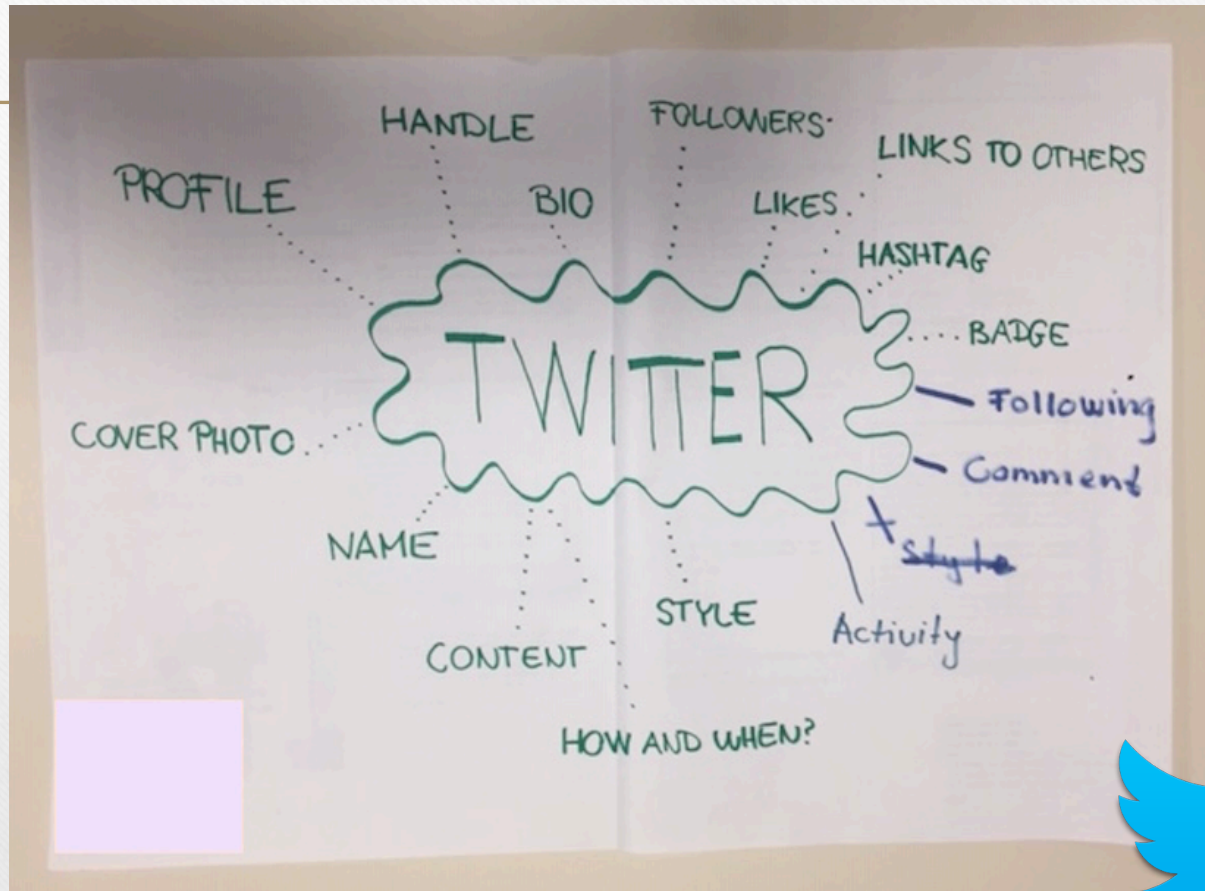 HANDLE
FOLLOWERS
LINKS TO OTHERS
PROFILE
BIO
LIKES
HASHTAG
BADGE
TWITTER
Following
COVER PHOTO
Comment
NAME
Style
STYLE
Activity
CONTENT
HOW AND WHEN?